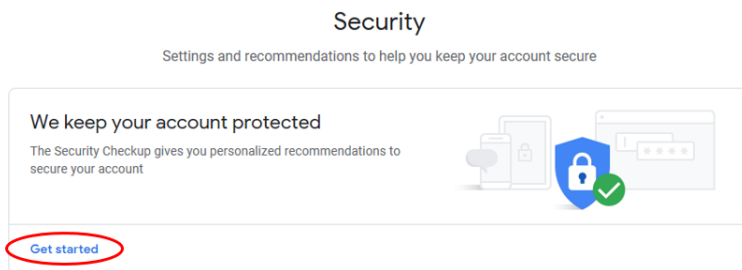 Security
Settings and recommendations to help you keep your account secure
We keep your account protected
The Security Checkup gives you personalized recommendations to
secure your account
Get started